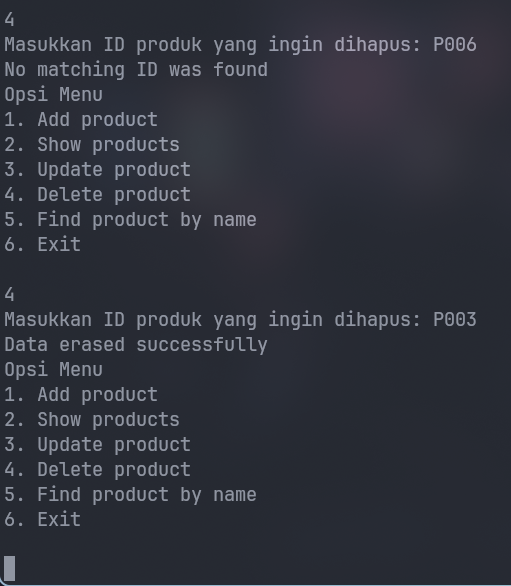 4
Masukkan ID produk yang ingin dihapus: P006
No matching ID was found
Opsi Menu
1. Add product
2. Show products
3. Update product
4. Delete product
5. Find product by name
6. Exit
4
Masukkan ID produk yang ingin dihapus: P003
Data erased successfully
Opsi Menu
1. Add product
2. Show products
3. Update product
4. Delete product
5. Find product by name
6. Exit